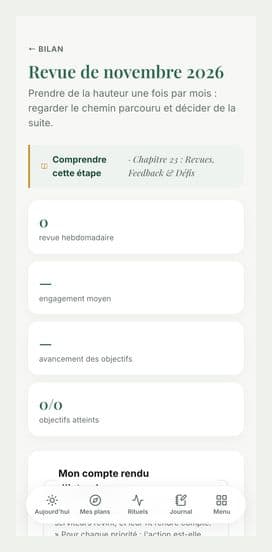 ← BILAN
Revue de novembre 2026
Prendre de la hauteur une fois par mois :
regarder le chemin parcouru et décider de la
suite.
Comprendre cette étape
· Chapitre 23 : Revues, Feedback & Défis
0
revue hebdomadaire
—
engagement moyen
—
avancement des objectifs
0/0
objectifs atteints
Mon compte rendu
Aujourd'hui Mes plans Rituels Journal Menu
» Pour chaque priorité : l'action est-elle